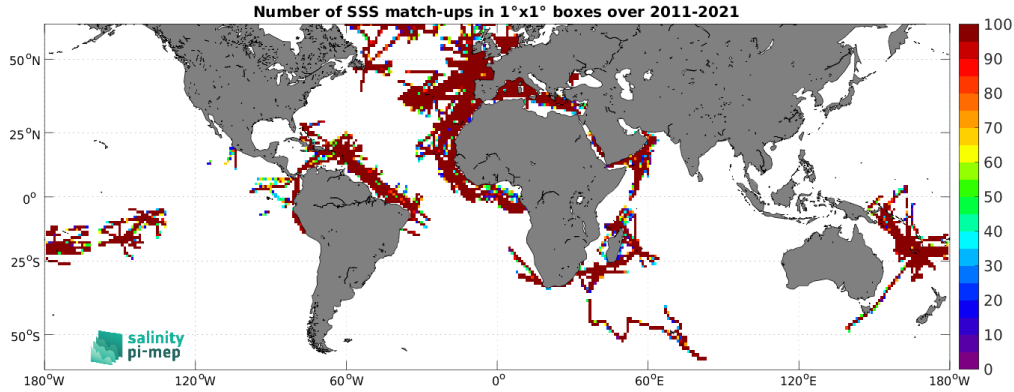 Number of SSS match-ups in 1°x1° boxes over 2011-2021
50°N
25°N
0°
25°S
50°S
180°W
120°W
60°W
0°
60°E
120°E
180°W
100
90
80
70
60
50
40
30
20
10
0
salinity
pi-mep